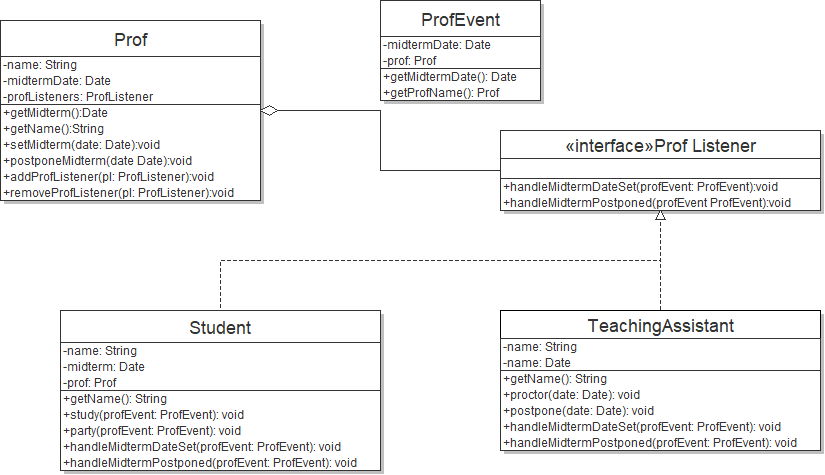 Prof
-name: String
-midtermDate: Date
-profListeners: ProfListener
+getMidterm():Date
+getName():String
+setMidterm(date: Date):void
+postponeMidterm(date Date):void
+addProfListener(pl: ProfListener):void
+removeProfListener(pl: ProfListener):void
ProfEvent
-midtermDate: Date
-prof: Prof
+getMidtermDate(): Date
+getProfName(): Prof
«interface»Prof Listener
+handleMidtermDateSet(profEvent: ProfEvent):void
+handleMidtermPostponed(profEvent ProfEvent):void
Student
-name: String
-midterm: Date
-prof: Prof
+getName(): String
+study(profEvent: ProfEvent): void
+party(profEvent: ProfEvent): void
+handleMidtermDateSet(profEvent: ProfEvent): void
+handleMidtermPostponed(profEvent: ProfEvent): void
TeachingAssistant
-name: String
-name: Date
+getName(): String
+proctor(date: Date): void
+postpone(date: Date): void
+handleMidtermDateSet(profEvent: ProfEvent): void
+handleMidtermPostponed(profEvent: ProfEvent): void